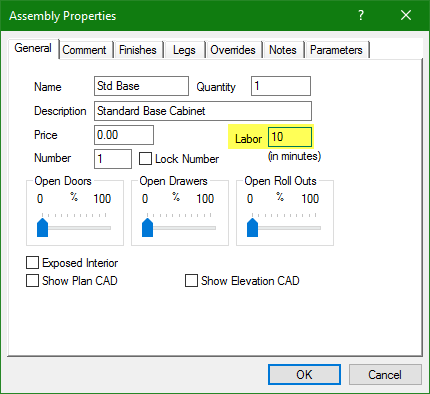 Assembly Properties ? ×
General Comment Finishes Legs Overrides Notes Parameters
Name Std Base Quantity 1
Description Standard Base Cabinet
Price 0.00 Labor 10
(in minutes)
Number 1 Lock Number
Open Doors Open Drawers Open Roll Outs
0 % 100 0 % 100 0 % 100
Exposed Interior
Show Plan CAD Show Elevation CAD
OK Cancel